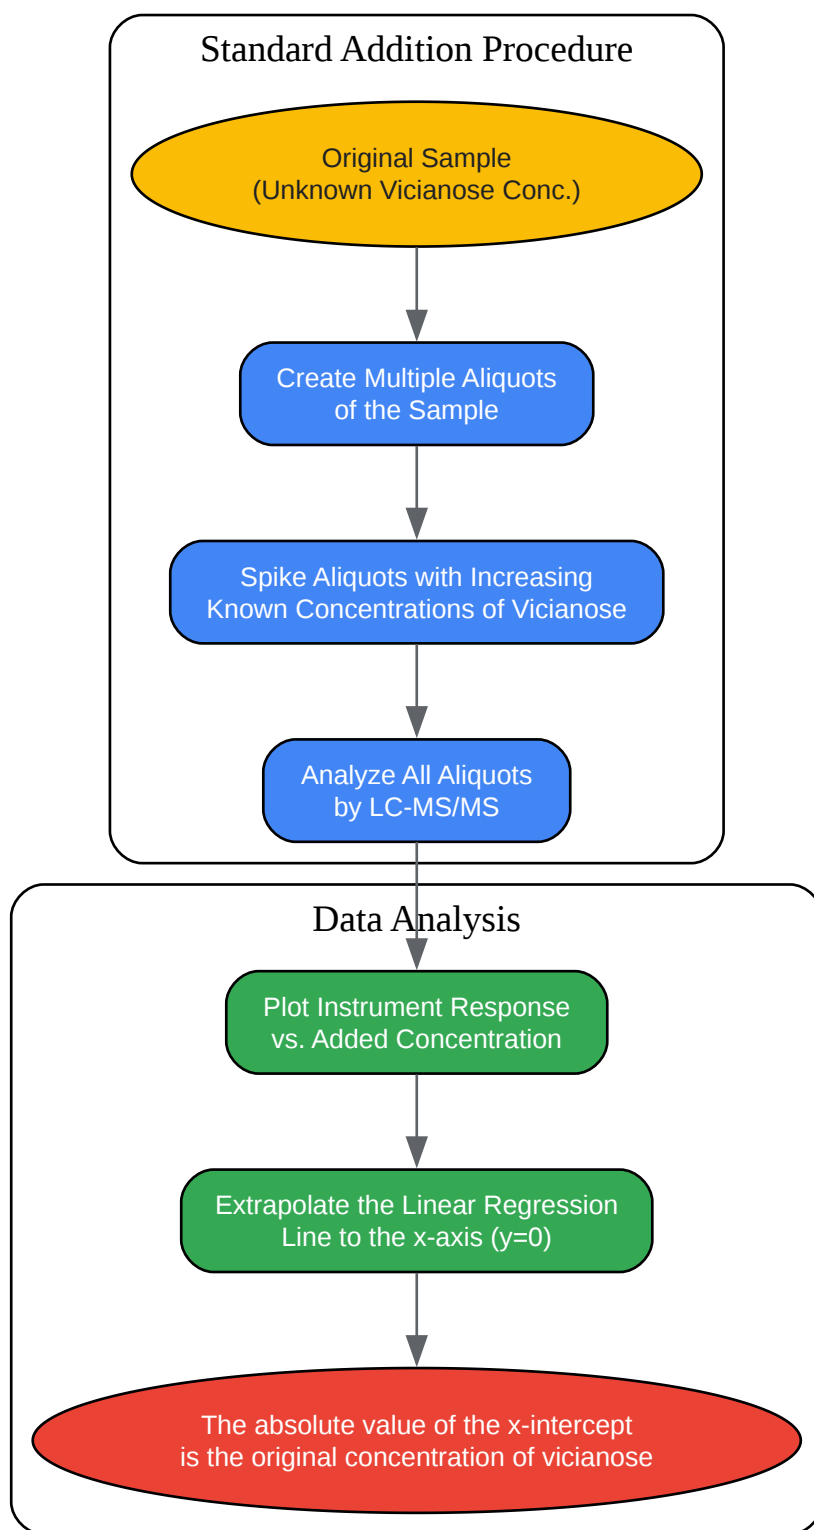 Standard Addition Procedure
Original Sample
(Unknown Vicianose Conc.)
Create Multiple Aliquots
of the Sample
Spike Aliquots with Increasing
Known Concentrations of Vicianose
Analyze All Aliquots
by LC-MS/MS
Data Analysis
Plot Instrument Response
vs. Added Concentration
Extrapolate the Linear Regression
Line to the x-axis (y=0)
The absolute value of the x-intercept
is the original concentration of vicianose